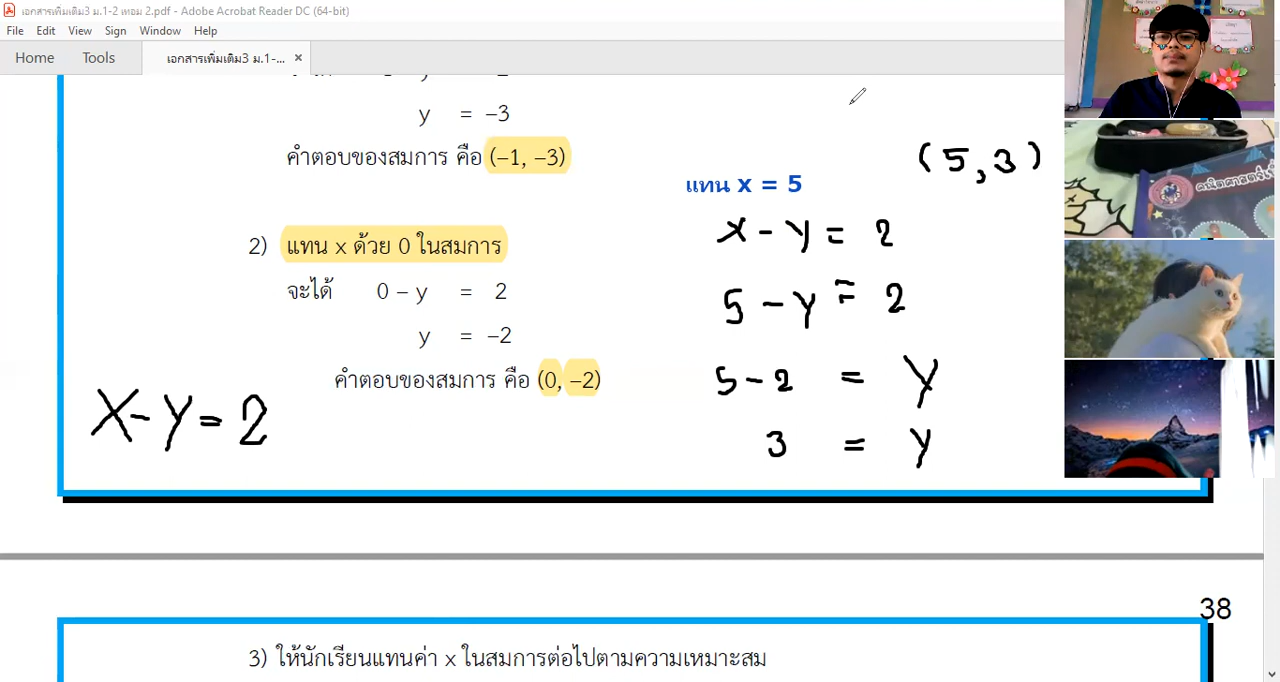 เอกสารเพิ่มเติม3 ม.1-2 เทอม 2.pdf - Adobe Acrobat Reader DC (64-bit)
File Edit View Sign Window Help
Home Tools เอกสารเพิ่มเติม3 ม.1-... ×
y = –3
คำตอบของสมการ คือ (–1, –3)
2) แทน x ด้วย 0 ในสมการ
จะได้ 0 – y = 2
y = –2
คำตอบของสมการ คือ (0, –2)
X - Y = 2
(5, 3)
แทน x = 5
X - Y = 2
5 - Y = 2
5 - 2 = Y
3 = Y
38
3) ให้นักเรียนแทนค่า x ในสมการต่อไปตามความเหมาะสม